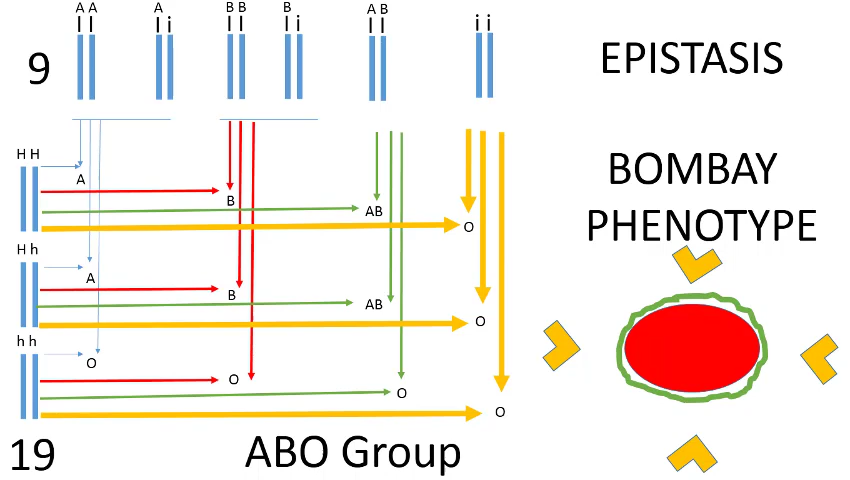 A A A B B B A B
I I I i I I I i I I i i
9 EPISTASIS
H H
A
B
AB
O
BOMBAY
PHENOTYPE
H h
A
B
AB
O
h h
O
O
O
O
19 ABO Group